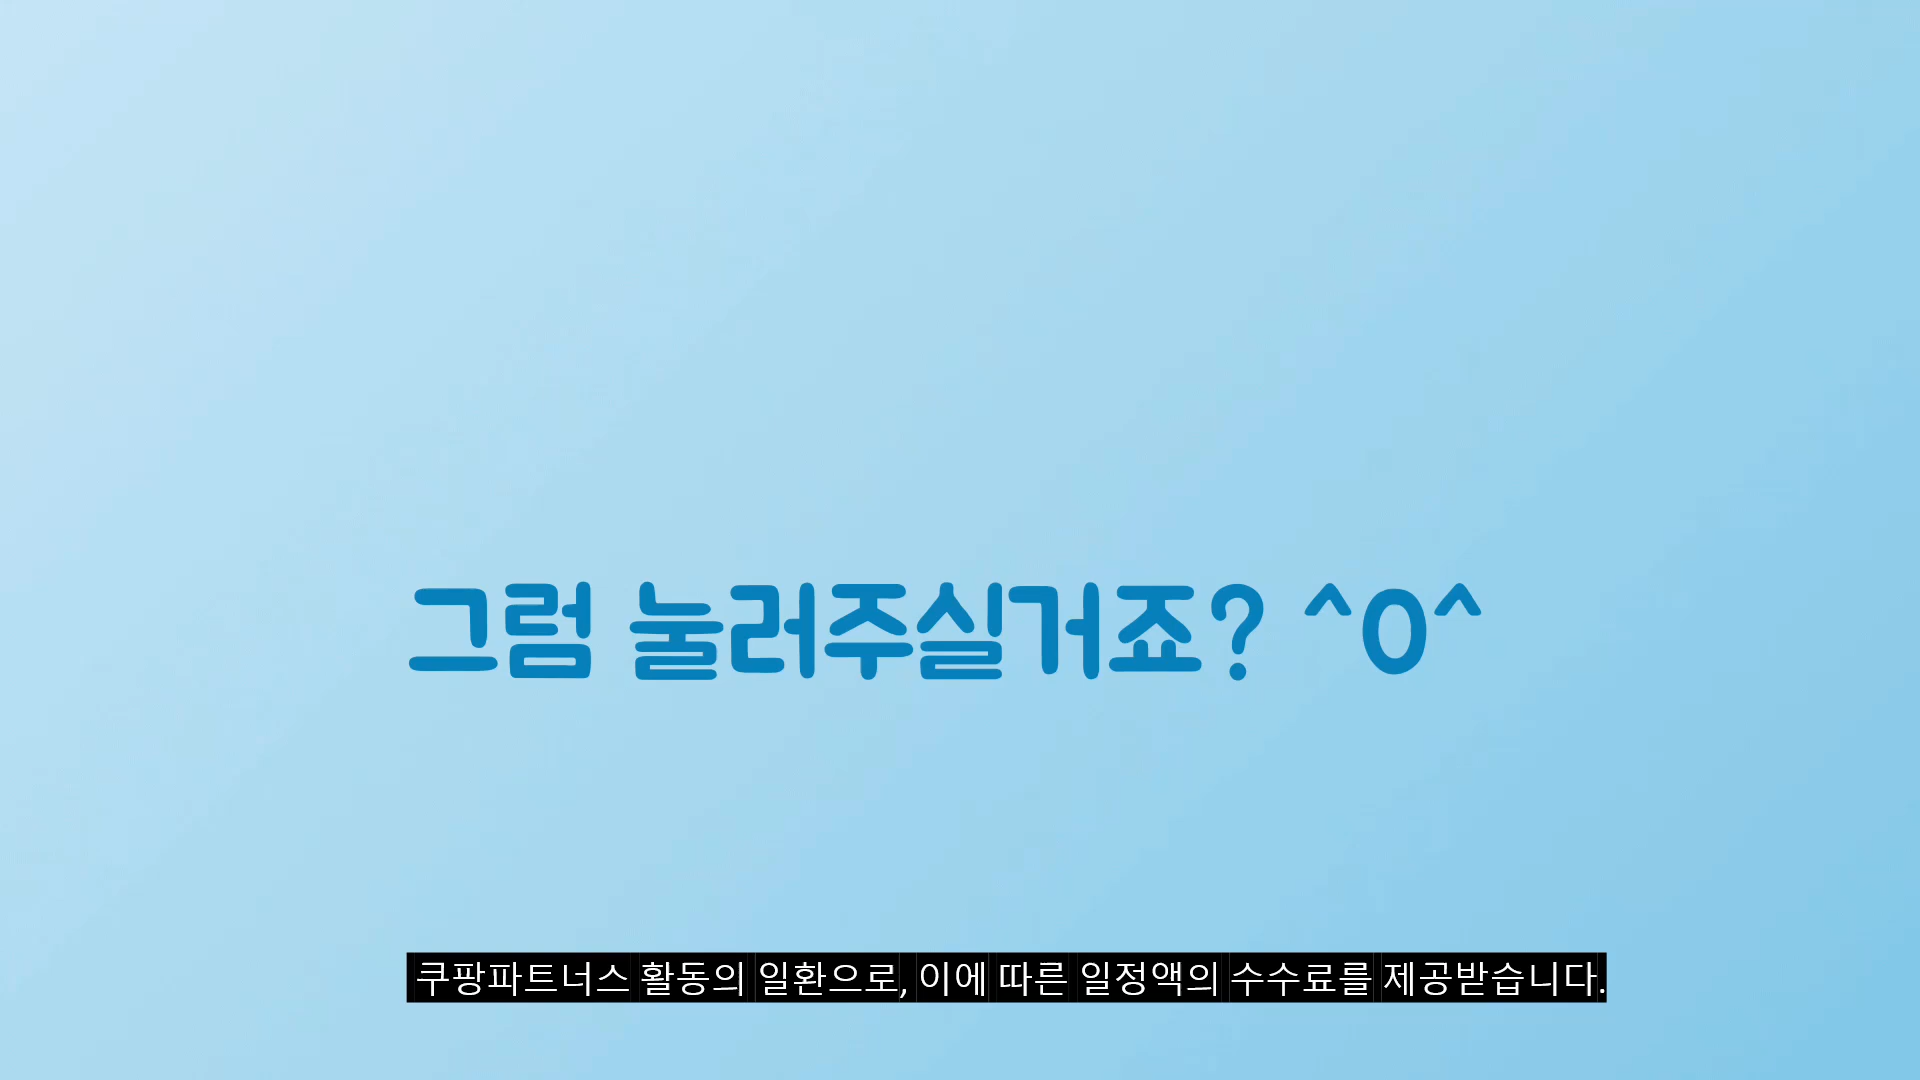 그럼 눌러주실거죠? ^0^
쿠팡파트너스 활동의 일환으로, 이에 따른 일정액의 수수료를 제공받습니다.